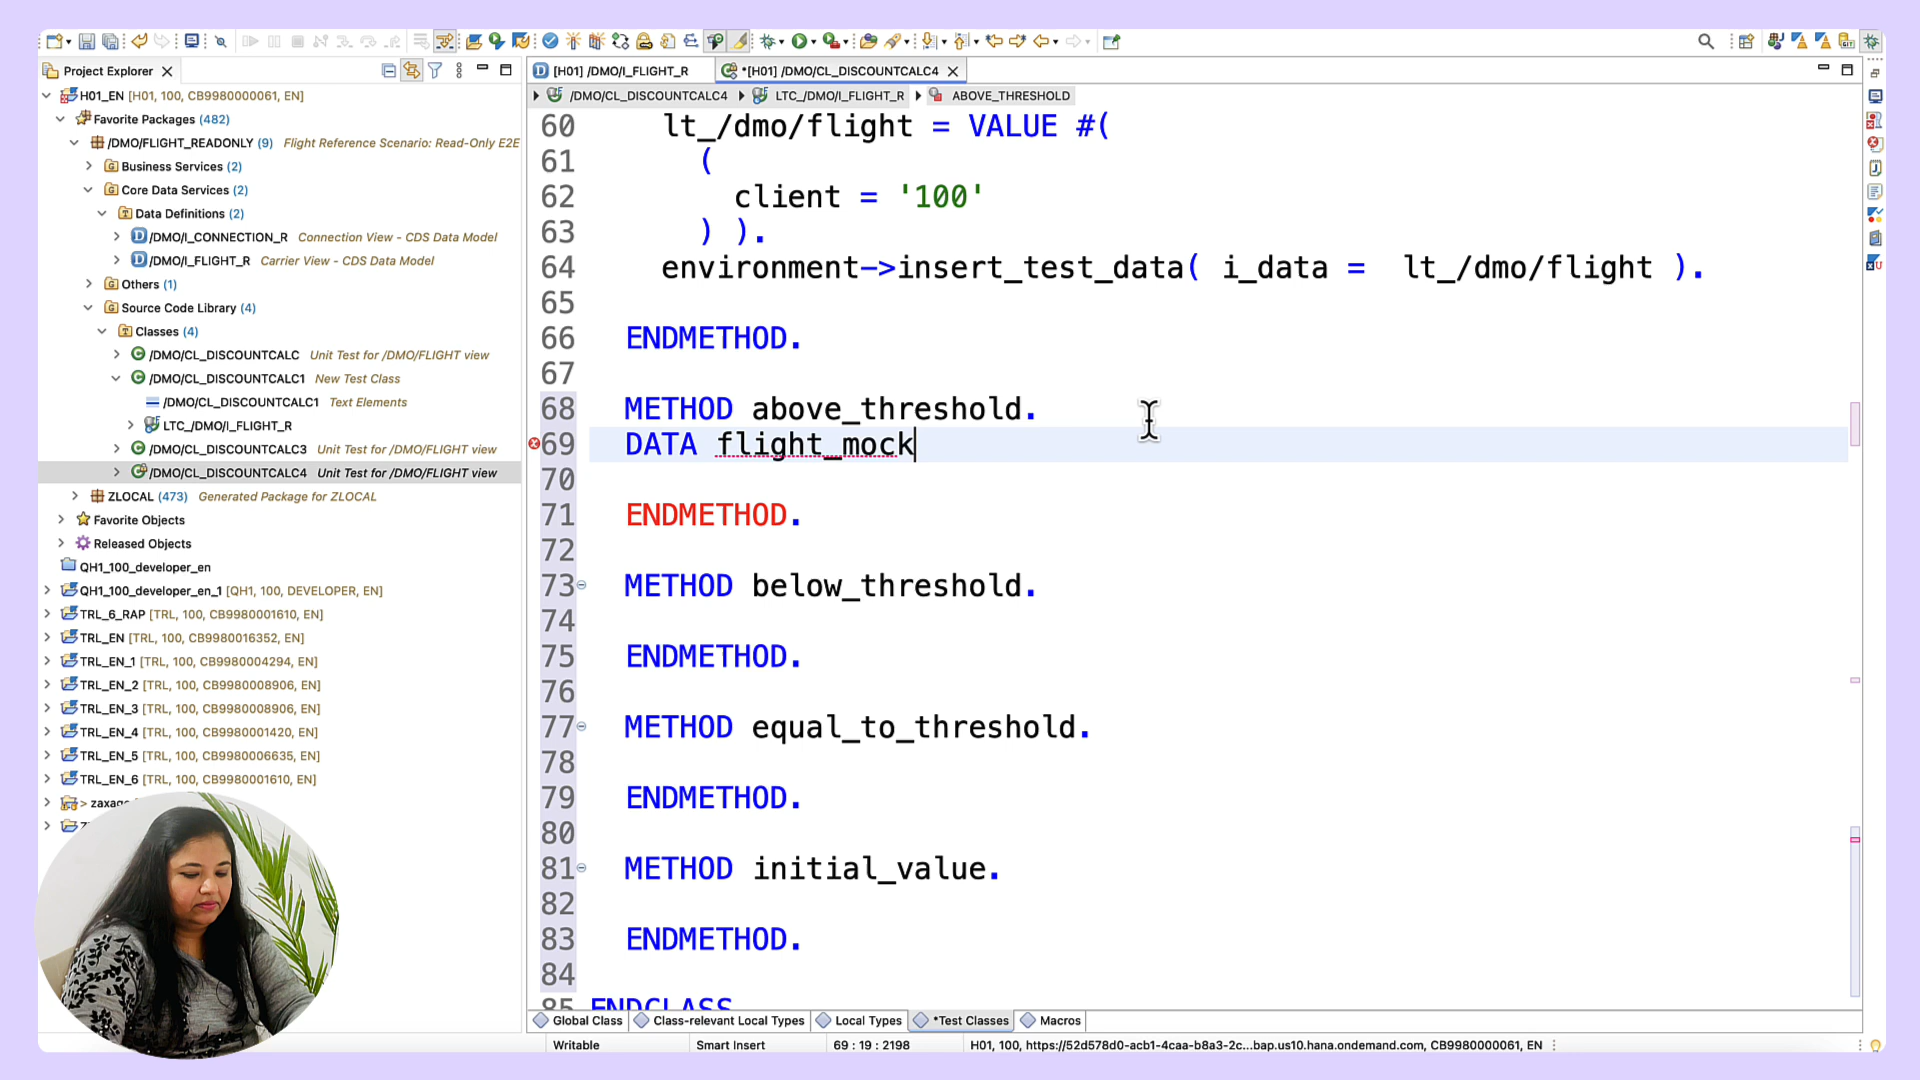 Project Explorer
H01_EN [H01, 100, CB9980000061, EN]
Favorite Packages (482)
/DMO/FLIGHT_READONLY (9) Flight Reference Scenario: Read-Only E2E
Business Services (2)
Core Data Services (2)
Data Definitions (2)
/DMO/I_CONNECTION_R Connection View - CDS Data Model
/DMO/I_FLIGHT_R Carrier View - CDS Data Model
Others (1)
Source Code Library (4)
Classes (4)
/DMO/CL_DISCOUNTCALC Unit Test for /DMO/FLIGHT view
/DMO/CL_DISCOUNTCALC1 New Test Class
/DMO/CL_DISCOUNTCALC1 Text Elements
LTC_/DMO/I_FLIGHT_R
/DMO/CL_DISCOUNTCALC3 Unit Test for /DMO/FLIGHT view
/DMO/CL_DISCOUNTCALC4 Unit Test for /DMO/FLIGHT view
ZLOCAL (473) Generated Package for ZLOCAL
Favorite Objects
Released Objects
QH1_100_developer_en
QH1_100_developer_en_1 [QH1, 100, DEVELOPER, EN]
TRL_6_RAP [TRL, 100, CB9980001610, EN]
TRL_EN [TRL, 100, CB9980016352, EN]
TRL_EN_1 [TRL, 100, CB9980004294, EN]
TRL_EN_2 [TRL, 100, CB9980008906, EN]
TRL_EN_3 [TRL, 100, CB9980008906, EN]
TRL_EN_4 [TRL, 100, CB9980001420, EN]
TRL_EN_5 [TRL, 100, CB9980006635, EN]
TRL_EN_6 [TRL, 100, CB9980001610, EN]
[H01] /DMO/I_FLIGHT_R *[H01] /DMO/CL_DISCOUNTCALC4
/DMO/CL_DISCOUNTCALC4 LTC_/DMO/I_FLIGHT_R ABOVE_THRESHOLD
60 lt_/dmo/flight = VALUE #(
61 (
62 client = '100'
63 ) ).
64 environment->insert_test_data( i_data = lt_/dmo/flight ).
65
66 ENDMETHOD.
67
68 METHOD above_threshold.
69 DATA flight_mock
70
71 ENDMETHOD.
72
73 METHOD below_threshold.
74
75 ENDMETHOD.
76
77 METHOD equal_to_threshold.
78
79 ENDMETHOD.
80
81 METHOD initial_value.
82
83 ENDMETHOD.
84
85 ENDCLASS
Global Class Class-relevant Local Types Local Types *Test Classes Macros
Writable Smart Insert 69 : 19 : 2198 H01, 100, https://52d578d0-acb1-4caa-b8a3-2c...bap.us10.hana.ondemand.com, CB9980000061, EN